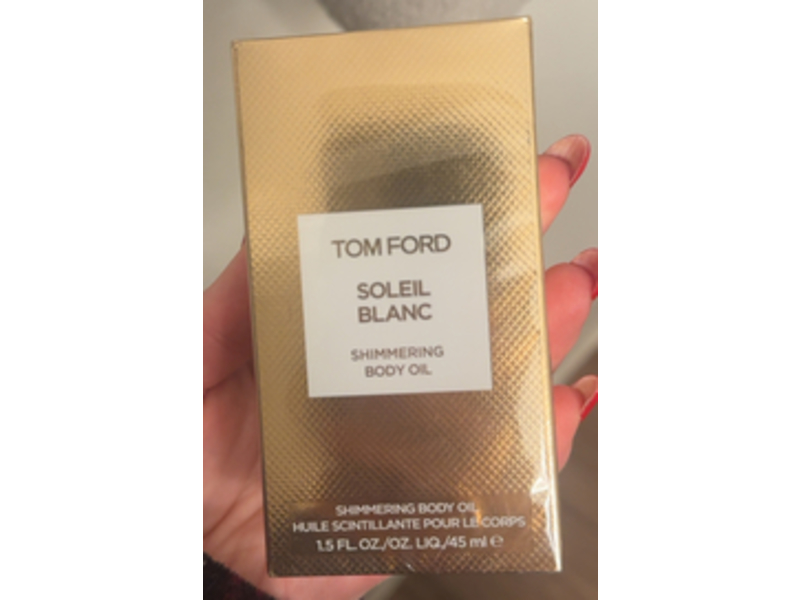 TOM FORD
SOLEIL
BLANC
SHIMMERING
BODY OIL
SHIMMERING BODY OIL
HUILE SCINTILLANTE POUR LE CORPS
1.5 FL. OZ./OZ. LIQ./45 ml ℮